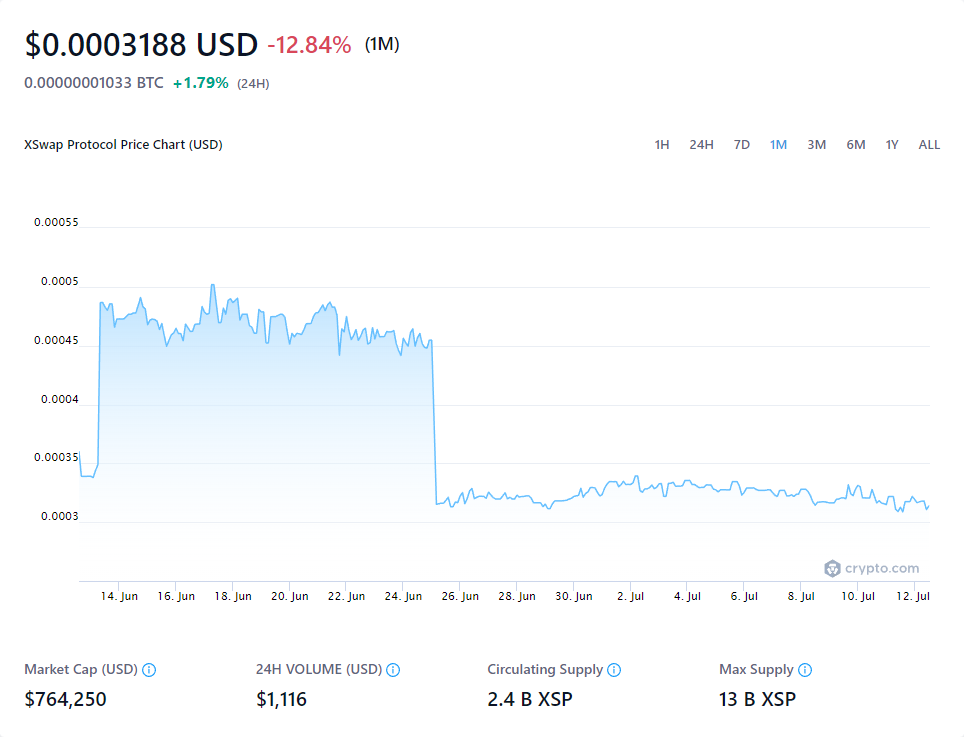 $0.0003188 USD -12.84% (1M)
0.00000001033 BTC +1.79% (24H)
XSwap Protocol Price Chart (USD)
1H 24H 7D 1M 3M 6M 1Y ALL
0.00055
0.0005
0.00045
0.0004
0.00035
0.0003
crypto.com
14. Jun 16. Jun 18. Jun 20. Jun 22. Jun 24. Jun 26. Jun 28. Jun 30. Jun 2. Jul 4. Jul 6. Jul 8. Jul 10. Jul 12. Jul
Market Cap (USD) 24H VOLUME (USD) Circulating Supply Max Supply
$764,250 $1,116 2.4 B XSP 13 B XSP